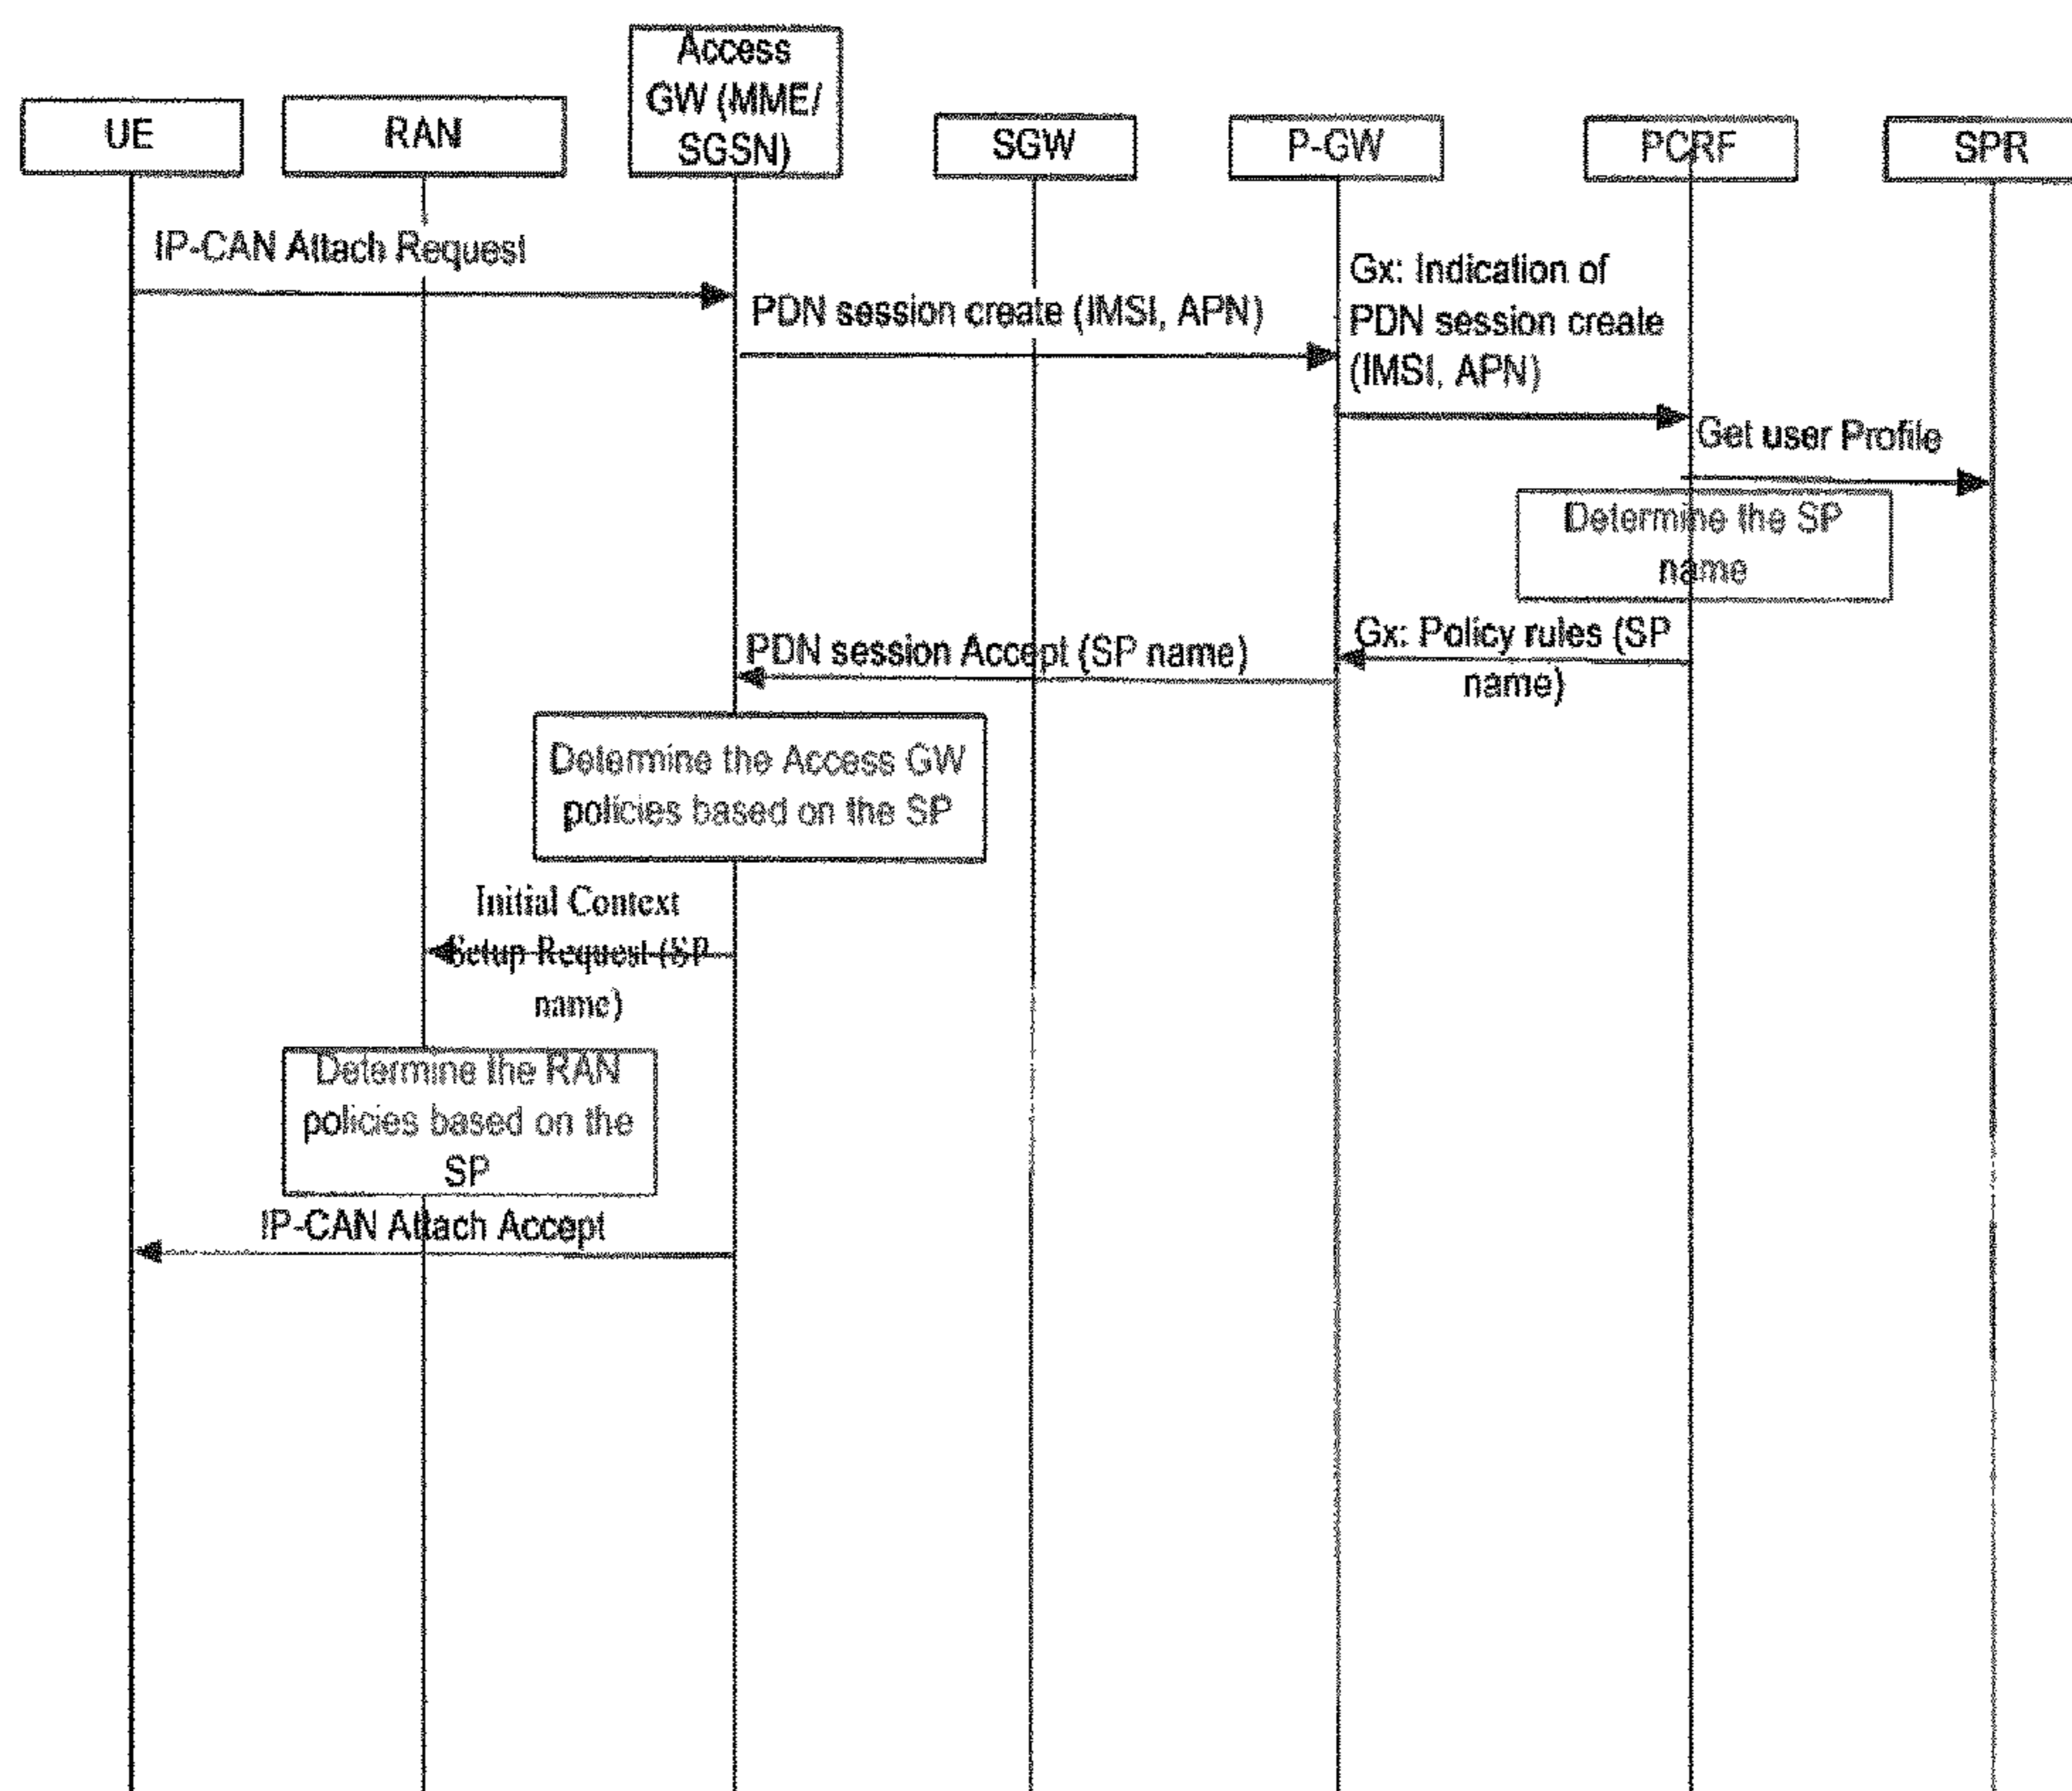 UE
RAN
Access
GW (MME/
SGSN)
SGW
P-GW
PCRF
SPR
IP-CAN Attach Request
PDN session create (IMSI, APN)
Gx: Indication of
PDN session create
(IMSI, APN)
Get user Profile
Determine the SP
name
Gx: Policy rules (SP
name)
PDN session Accept (SP name)
Determine the Access GW
policies based on the SP
Initial Context
Setup Request (SP
name)
Determine the RAN
policies based on the
SP
IP-CAN Attach Accept